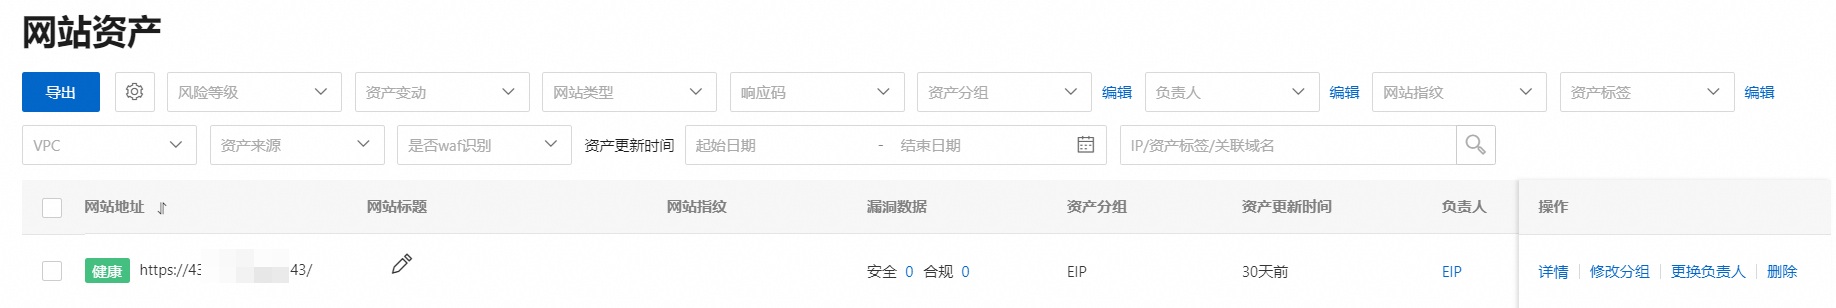 网站资产
导出 风险等级 资产变动 网站类型 响应码 资产分组 编辑 负责人 编辑 网站指纹 资产标签 编辑
VPC 资产来源 是否waf识别 资产更新时间 起始日期 - 结束日期 IP/资产标签/关联域名
网站地址 网站标题 网站指纹 漏洞数据 资产分组 资产更新时间 负责人 操作
健康 https://43 43/ 安全 0 合规 0 EIP 30天前 EIP 详情 修改分组 更换负责人 删除